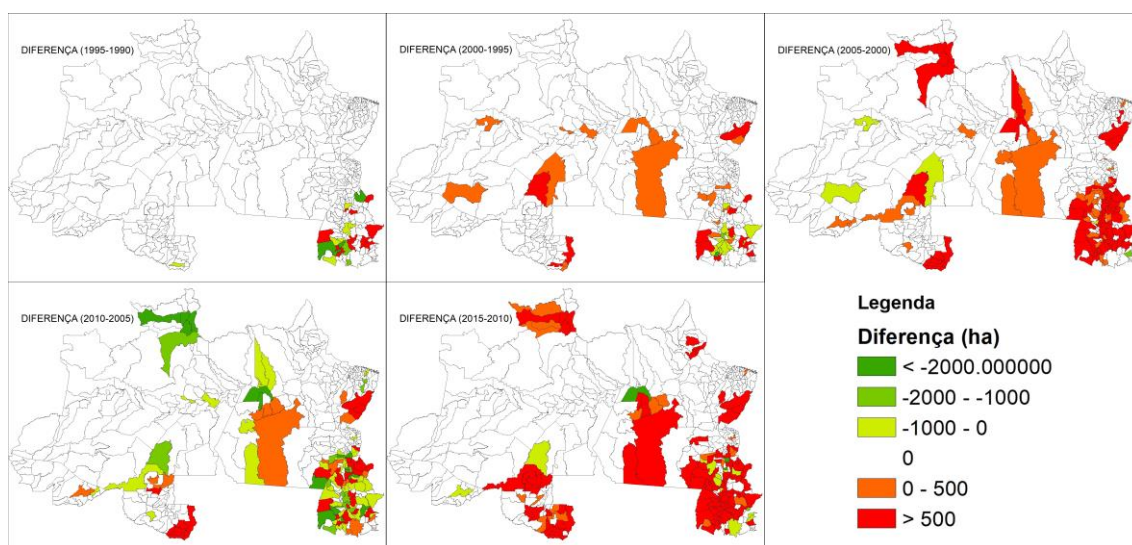 DIFERENÇA (1995-1990)
DIFERENÇA (2000-1995)
DIFERENÇA (2005-2000)
DIFERENÇA (2010-2005)
DIFERENÇA (2015-2010)
Legenda
Diferença (ha)
< -2000.000000
-2000 - -1000
-1000 - 0
0
0 - 500
> 500